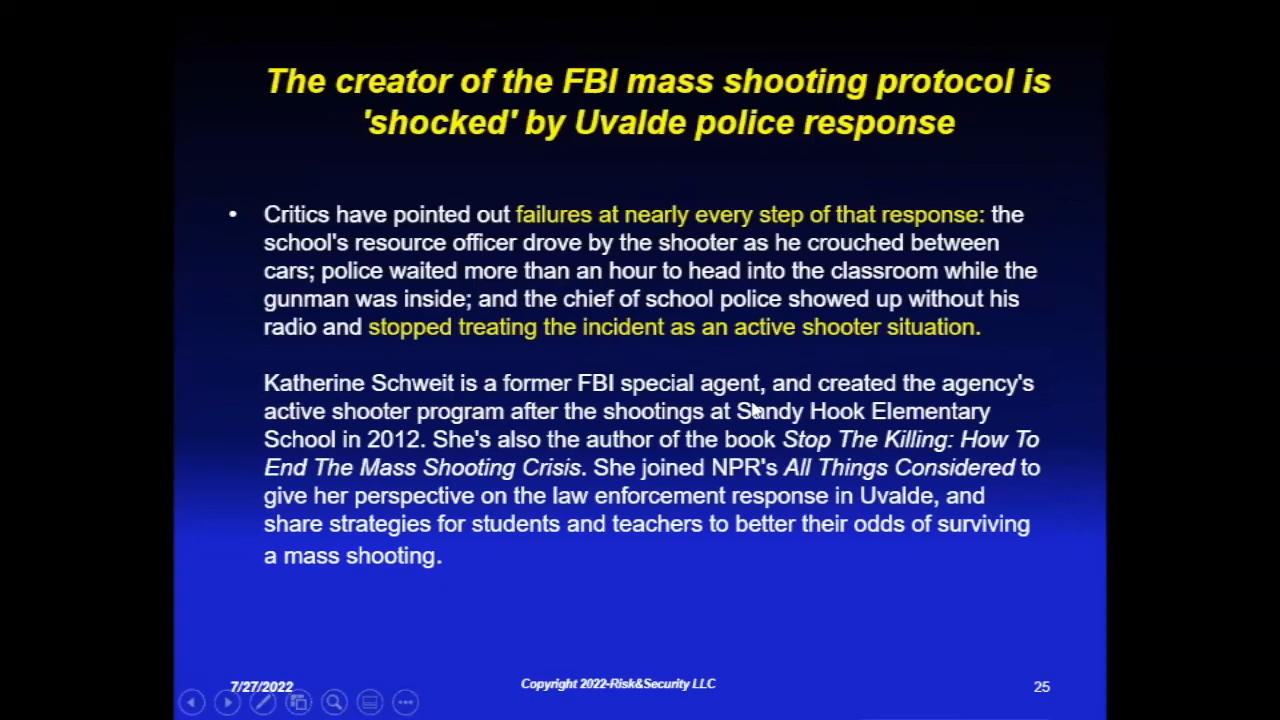 The creator of the FBI mass shooting protocol is
'shocked' by Uvalde police response
• Critics have pointed out failures at nearly every step of that response: the
school's resource officer drove by the shooter as he crouched between
cars; police waited more than an hour to head into the classroom while the
gunman was inside; and the chief of school police showed up without his
radio and stopped treating the incident as an active shooter situation.
Katherine Schweit is a former FBI special agent, and created the agency's
active shooter program after the shootings at Sandy Hook Elementary
School in 2012. She's also the author of the book Stop The Killing: How To
End The Mass Shooting Crisis. She joined NPR's All Things Considered to
give her perspective on the law enforcement response in Uvalde, and
share strategies for students and teachers to better their odds of surviving
a mass shooting.
7/27/2022
Copyright 2022-Risk&Security LLC
25